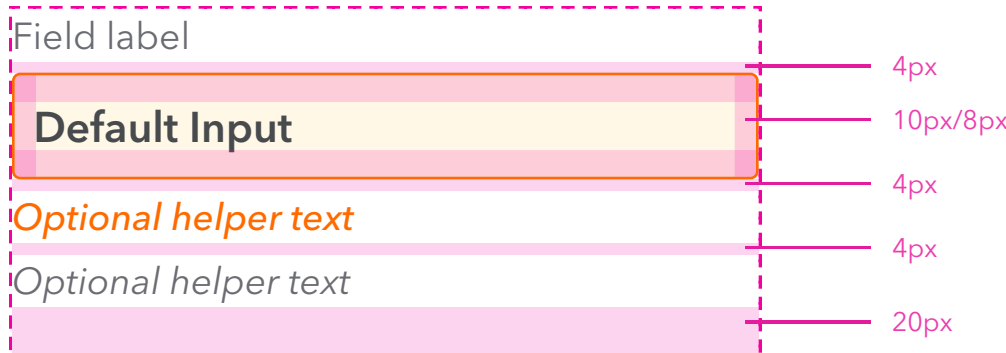 Field label
4px
Default Input
10px/8px
4px
Optional helper text
4px
Optional helper text
20px